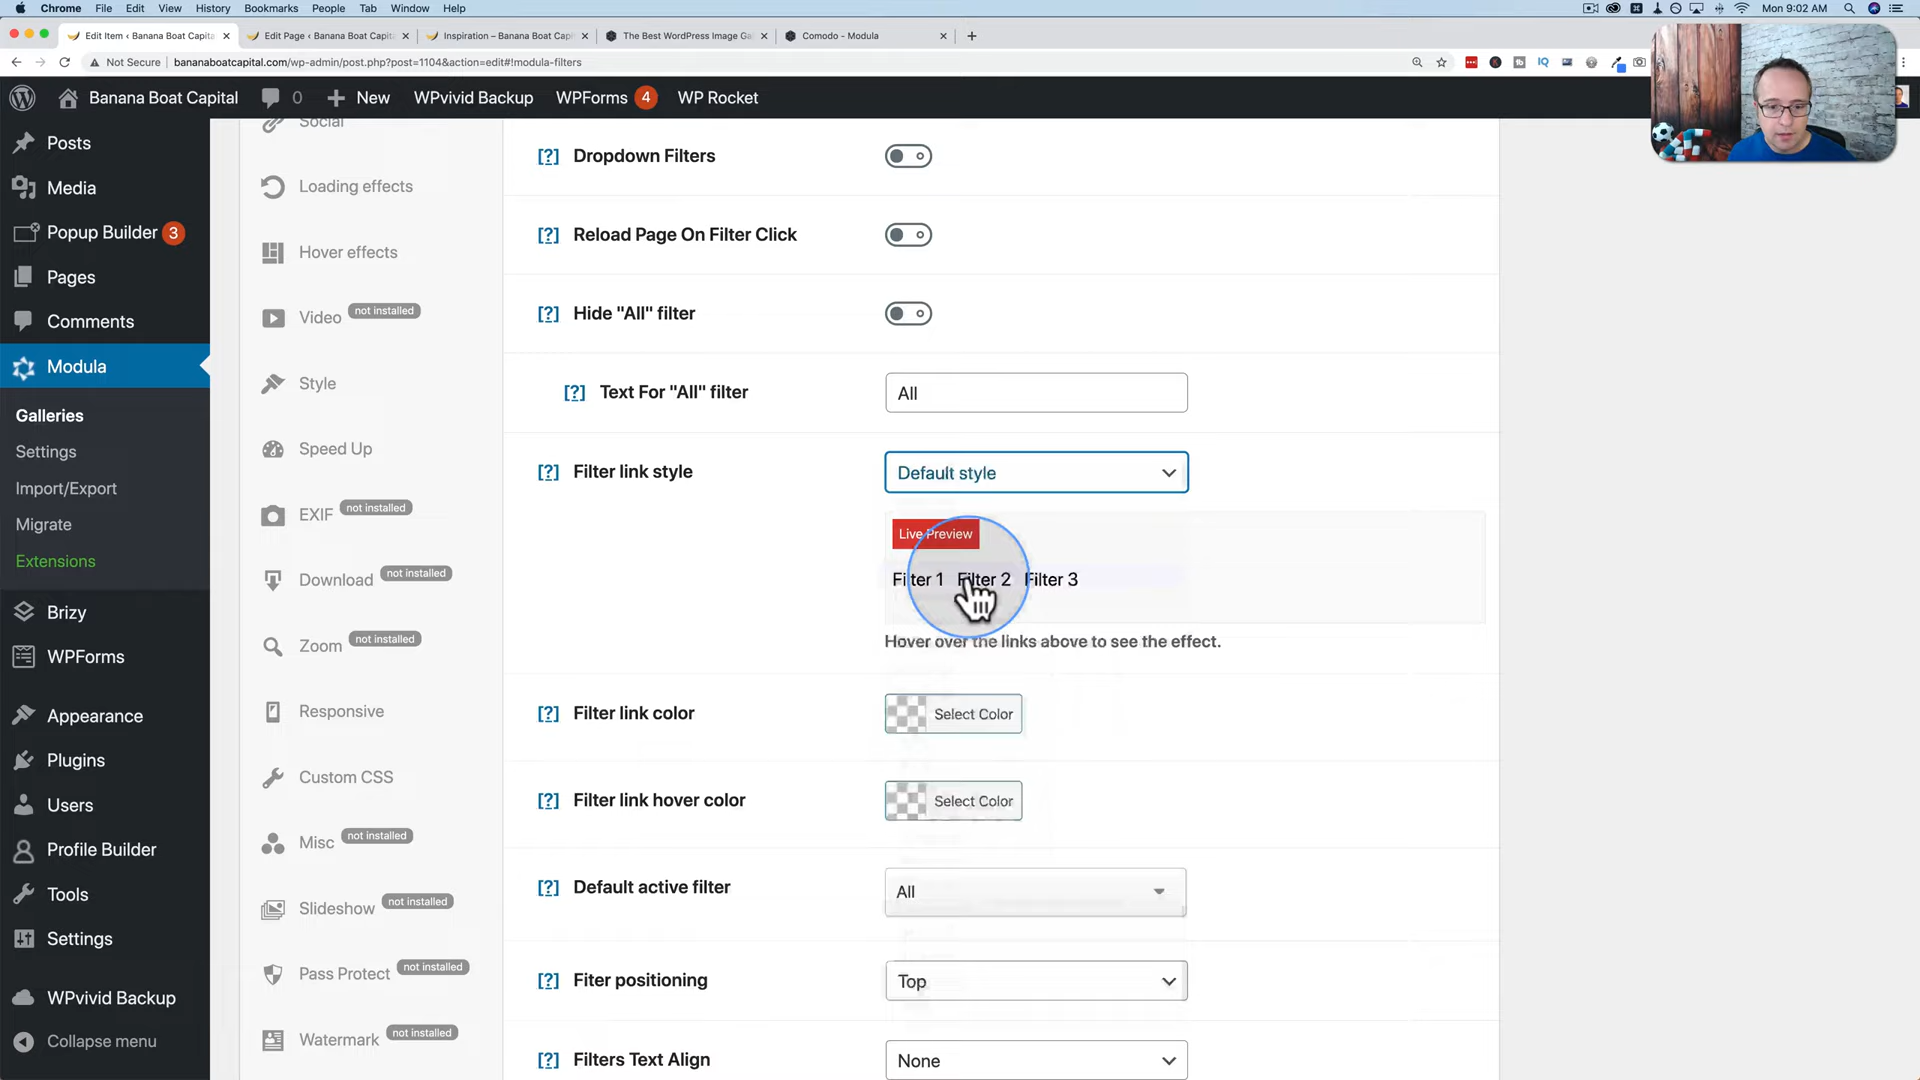 Chrome File Edit View History Bookmarks People Tab Window Help
Mon 9:02 AM
Edit Item ‹ Banana Boat Capita
Edit Page ‹ Banana Boat Capita
Inspiration – Banana Boat Cap
The Best WordPress Image Ga
Comodo - Modula
Not Secure
bananaboatcapital.com/wp-admin/post.php?post=1104&action=edit#!modula-filters
IQ
Banana Boat Capital 0 New WPvivid Backup WPForms 4 WP Rocket
Posts
Media
Popup Builder 3
Pages
Comments
Modula
Galleries
Settings
Import/Export
Migrate
Extensions
Brizy
WPForms
Appearance
Plugins
Users
Profile Builder
Tools
Settings
WPvivid Backup
Collapse menu
Social
Loading effects
Hover effects
Video not installed
Style
Speed Up
EXIF not installed
Download not installed
Zoom not installed
Responsive
Custom CSS
Misc not installed
Slideshow not installed
Pass Protect not installed
Watermark not installed
[?] Dropdown Filters
[?] Reload Page On Filter Click
[?] Hide "All" filter
[?] Text For "All" filter All
[?] Filter link style Default style
Live Preview
Filter 1 Filter 2 Filter 3
Hover over the links above to see the effect.
[?] Filter link color Select Color
[?] Filter link hover color Select Color
[?] Default active filter All
[?] Fiter positioning Top
[?] Filters Text Align None